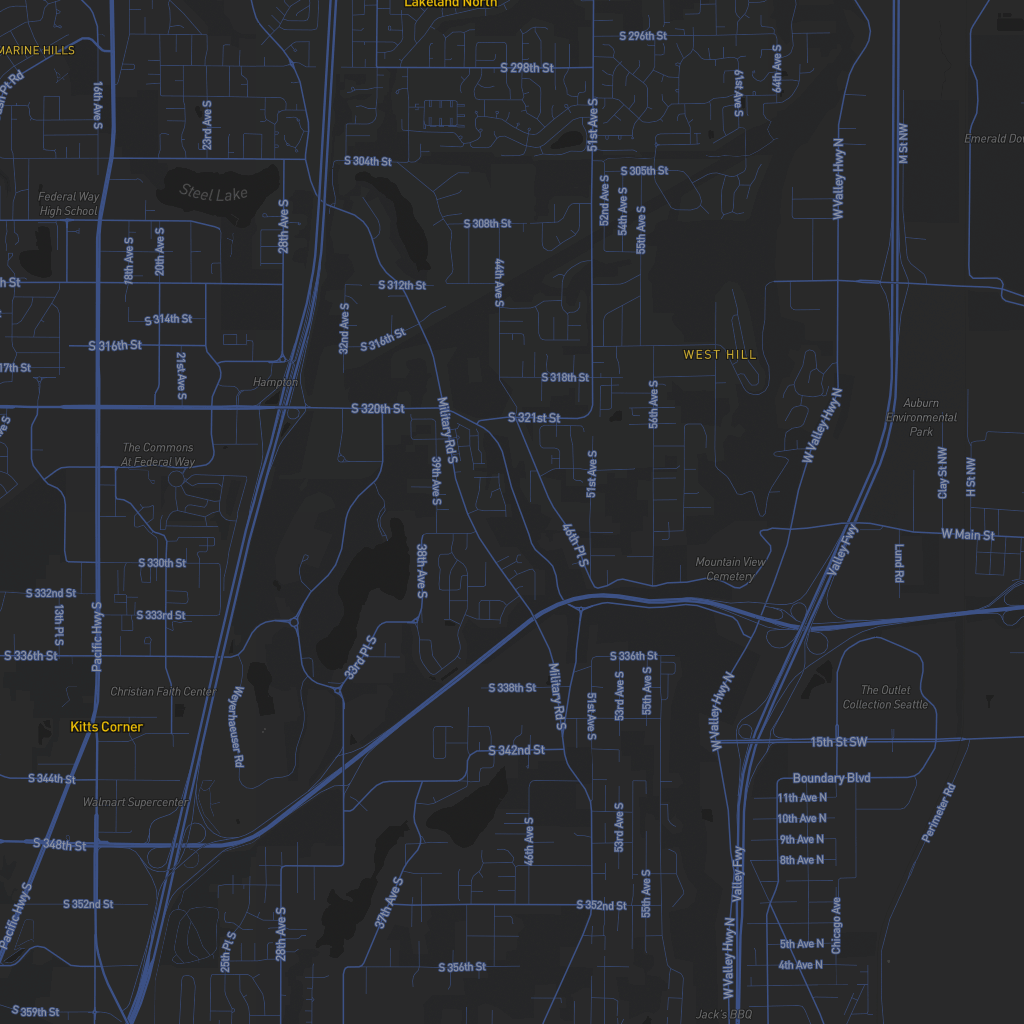 Lakeland North
S 296th St
MARINE HILLS
S 298th St
64th Ave S
61st Ave S
16th Ave S
23rd Ave S
51st Ave S
M St NW
W Valley Hwy N
S 304th St
S 305th St
Steel Lake
Federal Way
High School
52nd Ave S
54th Ave S
55th Ave S
28th Ave S
S 308th St
18th Ave S
20th Ave S
44th Ave S
S 312th St
S 314th St
32nd Ave S
S 316th St
S 316th St
WEST HILL
21st Ave S
S 318th St
Hampton
56th Ave S
S 320th St
S 321st St
Military Rd S
W Valley Hwy N
Auburn
Environmental
Park
The Commons
At Federal Way
39th Ave S
51st Ave S
Clay St NW
H St NW
46th Pl S
W Main St
Valley Fwy
S 330th St
38th Ave S
Mountain View
Cemetery
Lund Rd
S 332nd St
13th Pl S
S 333rd St
Pacific Hwy S
S 336th St
33rd Pl S
S 336th St
Christian Faith Center
Weyerhaeuser Rd
S 338th St
Military Rd S
51st Ave S
53rd Ave S
55th Ave S
W Valley Hwy N
The Outlet
Collection Seattle
Kitts Corner
15th St SW
S 342nd St
S 344th St
Boundary Blvd
Walmart Supercenter
11th Ave N
10th Ave N
Perimeter Rd
S 348th St
46th Ave S
53rd Ave S
9th Ave N
8th Ave N
Valley Fwy
Pacific Hwy S
S 352nd St
37th Ave S
S 352nd St
55th Ave S
Chicago Ave
25th Pl S
28th Ave S
5th Ave N
4th Ave N
S 356th St
W Valley Hwy N
S 359th St
Jack's BBQ